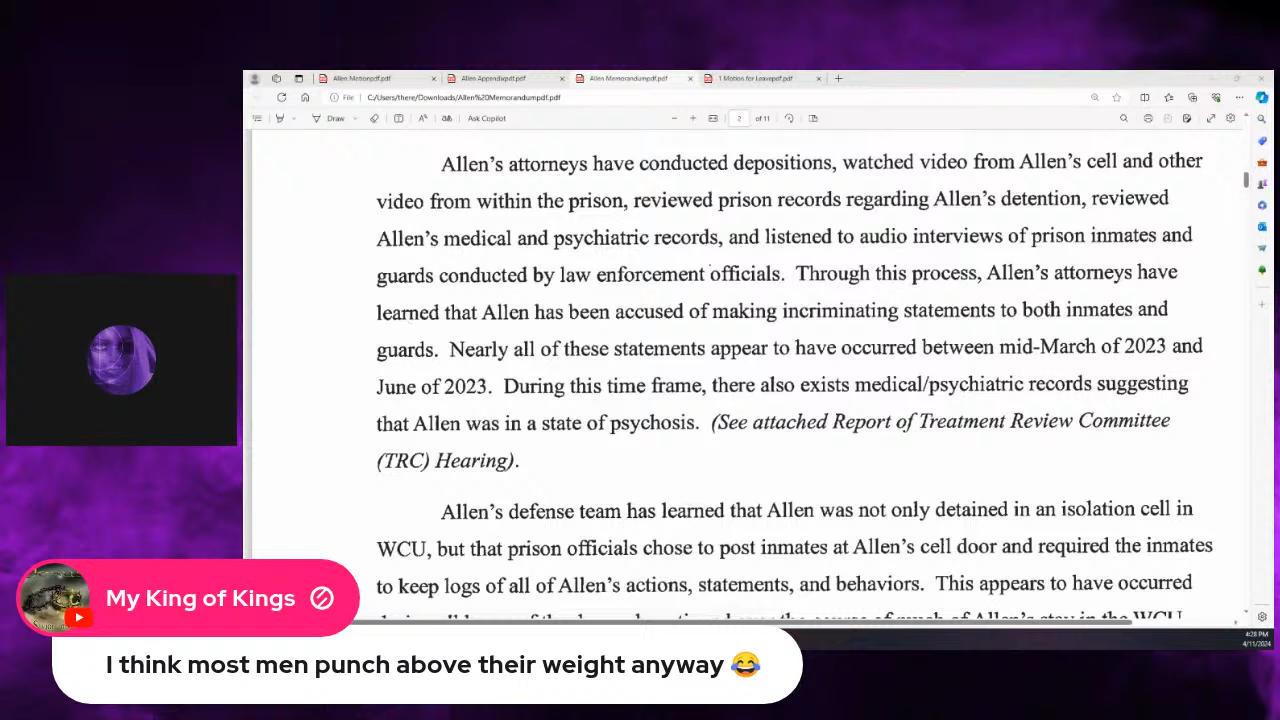 Allen Motionpdf.pdf
Allen Appendixpdf.pdf
Allen Memorandumpdf.pdf
1 Motion for Leavepdf.pdf
File
C:/Users/there/Downloads/Allen%20Memorandumpdf.pdf
Draw
Ask Copilot
2 of 11
Allen's attorneys have conducted depositions, watched video from Allen's cell and other
video from within the prison, reviewed prison records regarding Allen's detention, reviewed
Allen's medical and psychiatric records, and listened to audio interviews of prison inmates and
guards conducted by law enforcement officials. Through this process, Allen's attorneys have
learned that Allen has been accused of making incriminating statements to both inmates and
guards. Nearly all of these statements appear to have occurred between mid-March of 2023 and
June of 2023. During this time frame, there also exists medical/psychiatric records suggesting
that Allen was in a state of psychosis. (See attached Report of Treatment Review Committee
(TRC) Hearing).
Allen's defense team has learned that Allen was not only detained in an isolation cell in
WCU, but that prison officials chose to post inmates at Allen's cell door and required the inmates
to keep logs of all of Allen's actions, statements, and behaviors. This appears to have occurred
My King of Kings
I think most men punch above their weight anyway 😂
4:28 PM
4/11/2024